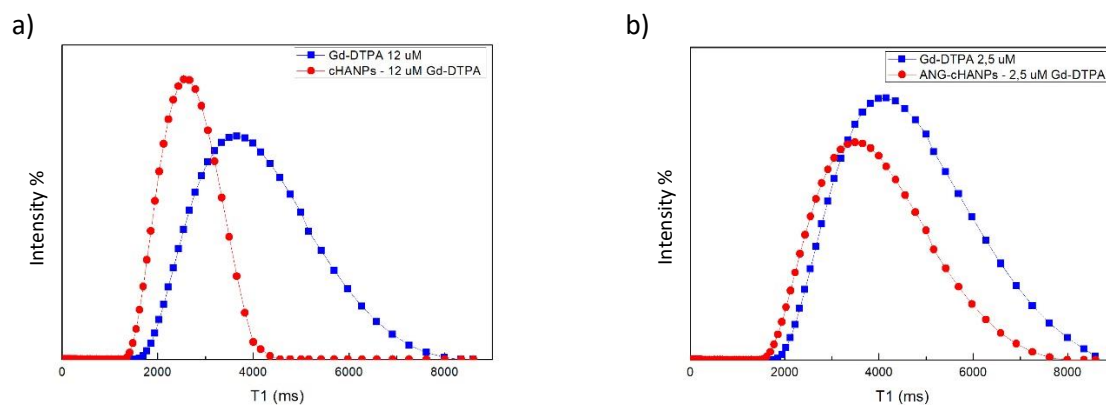 a)
Gd-DTPA 12 uM
cHANPs - 12 uM Gd-DTPA
Intensity %
0 2000 4000 6000 8000
T1 (ms)
b)
Gd-DTPA 2,5 uM
ANG-cHANPs - 2,5 uM Gd-DTPA
Intensity %
0 2000 4000 6000 8000
T1 (ms)